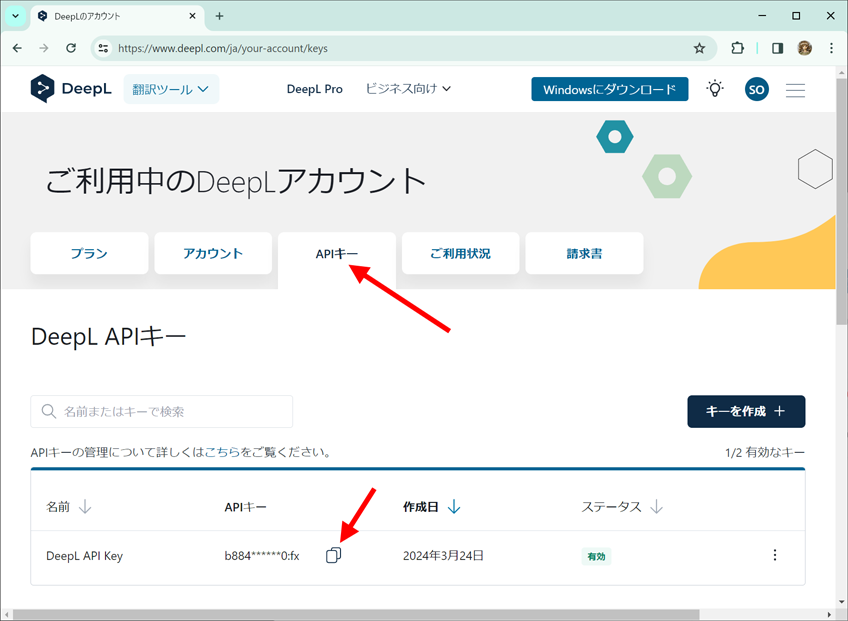 DeepLのアカウント
https://www.deepl.com/ja/your-account/keys
DeepL 翻訳ツール DeepL Pro ビジネス向け Windowsにダウンロード SO
ご利用中のDeepLアカウント
プラン アカウント APIキー ご利用状況 請求書
DeepL APIキー
名前またはキーで検索 キーを作成 +
APIキーの管理について詳しくはこちらをご覧ください。 1/2 有効なキー
名前 APIキー 作成日 ステータス
DeepL API Key b884******0:fx 2024年3月24日 有効